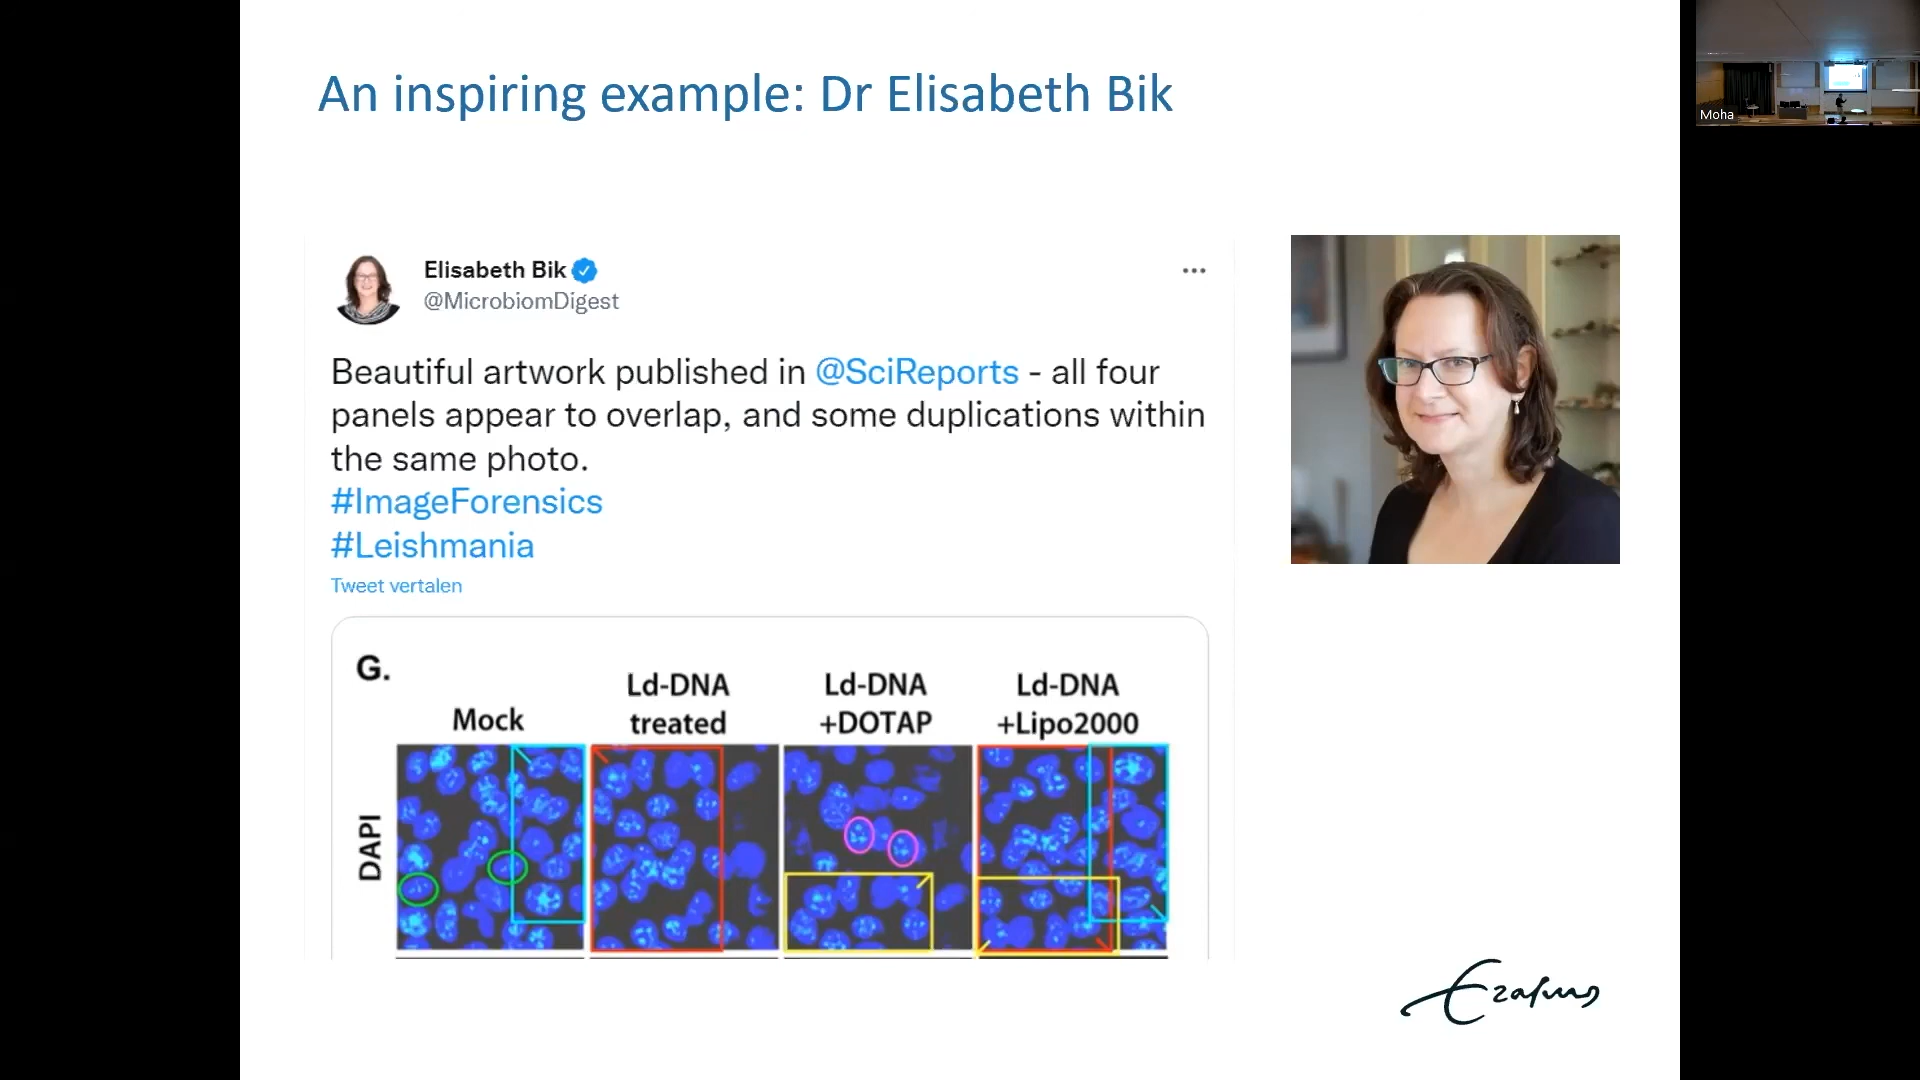 An inspiring example: Dr Elisabeth Bik
Moha
Elisabeth Bik
@MicrobiomDigest
Beautiful artwork published in @SciReports - all four
panels appear to overlap, and some duplications within
the same photo.
#ImageForensics
#Leishmania
Tweet vertalen
G.
Mock
Ld-DNA
treated
Ld-DNA
+DOTAP
Ld-DNA
+Lipo2000
DAPI
Erasmus